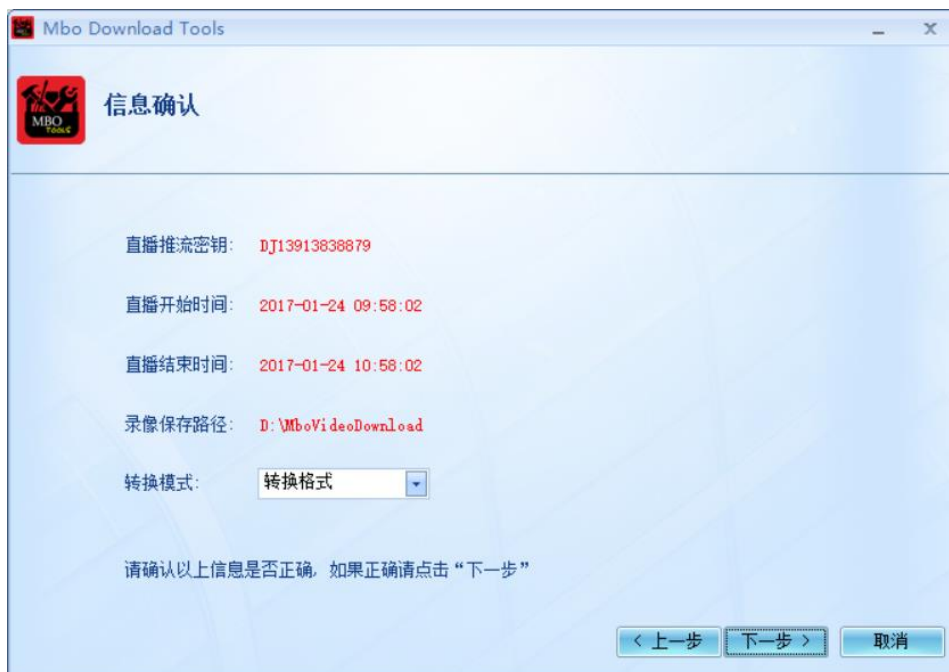 Mbo Download Tools
MBO
TOOLS
信息确认
直播推流密钥: DJ13913838879
直播开始时间: 2017-01-24 09:58:02
直播结束时间: 2017-01-24 10:58:02
录像保存路径: D:\MboVideoDownload
转换模式: 转换格式
请确认以上信息是否正确, 如果正确请点击“下一步”
< 上一步 下一步 > 取消